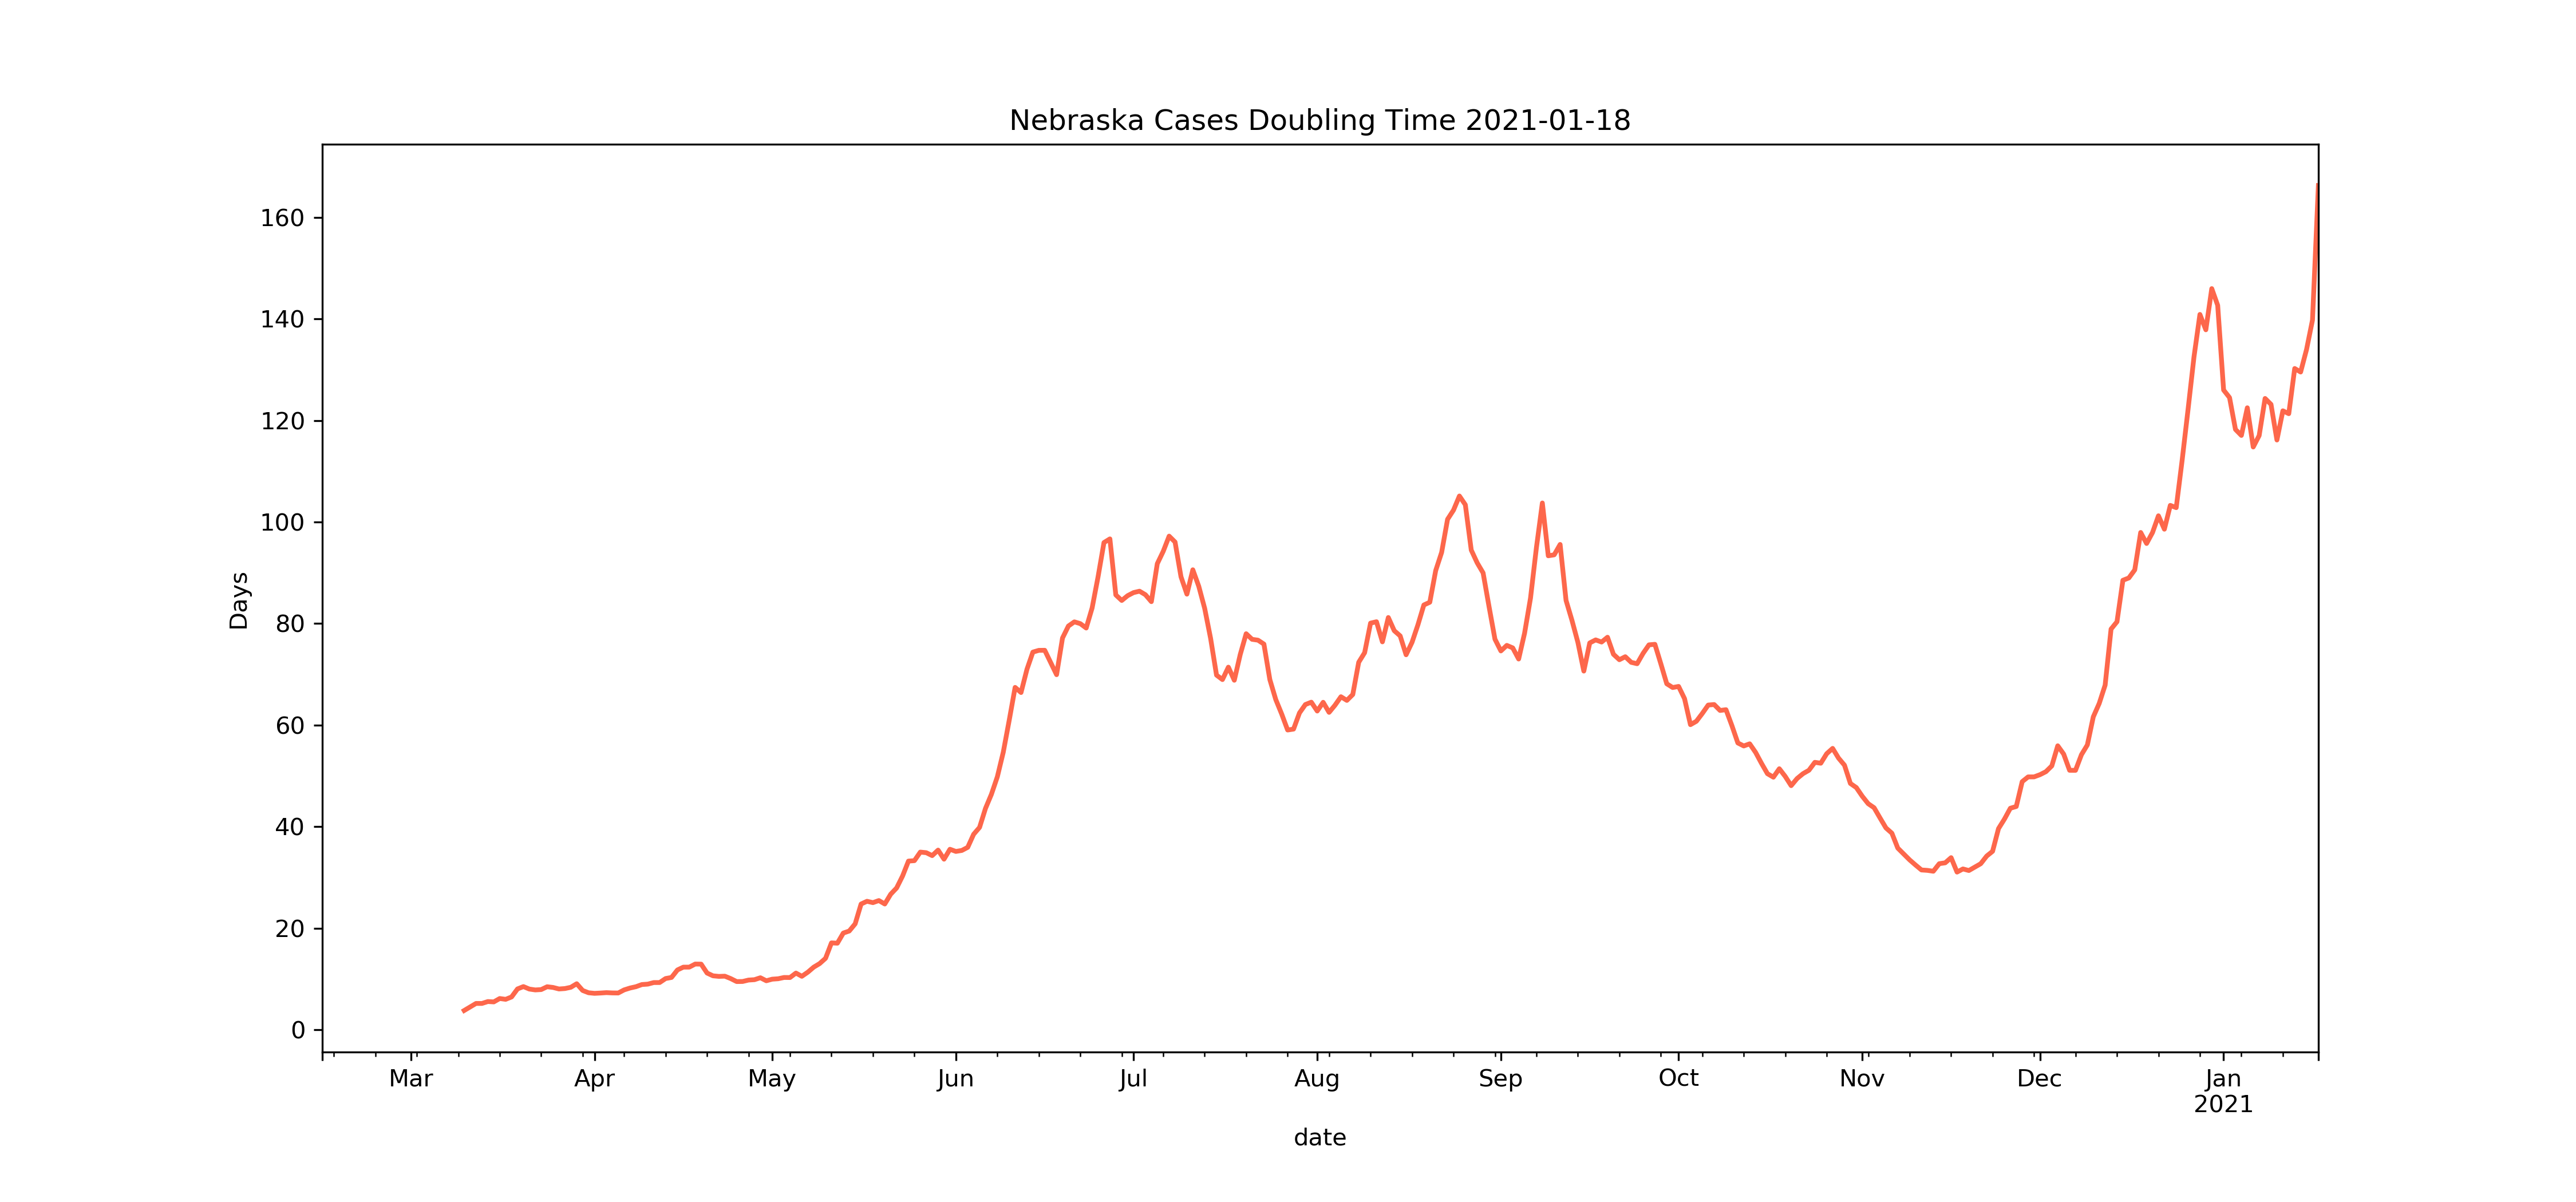 Nebraska Cases Doubling Time 2021-01-18
160
140
120
100
80
60
40
20
0
Days
Mar Apr May Jun Jul Aug Sep Oct Nov Dec Jan
2021
date